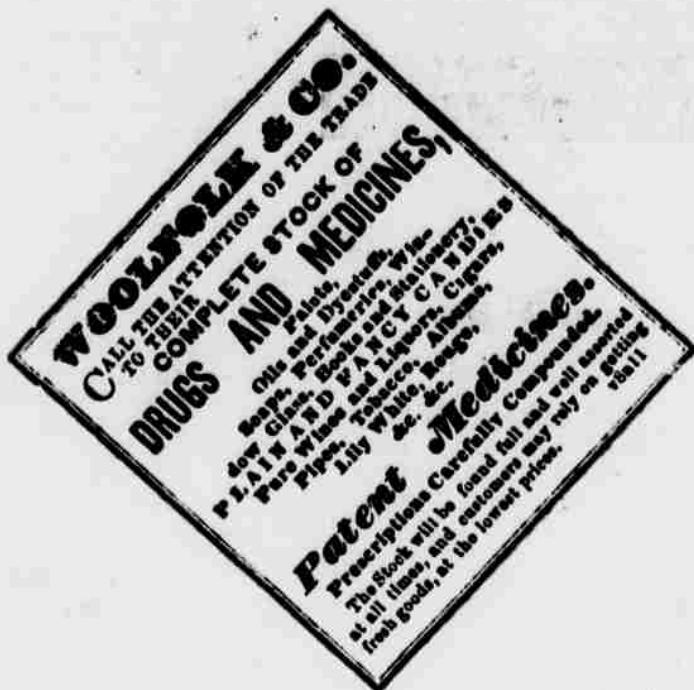 WOOLFOLK & CO.
CALL THE ATTENTION OF THE TRADE
TO THEIR
COMPLETE STOCK OF
DRUGS AND MEDICINES,
Paints,
Oils and Dyestuffs,
Soaps, Perfumeries, Win-
dow Glass, Books and Stationery,
PLAIN AND FANCY CANDIES
Pure Wines and Liquors, Cigars,
Pipes, Tobacco, Albums,
Lily White, Rouge,
&c. &c.
Patent Medicines.
Prescriptions Carefully Compounded.
The Stock will be found full and well assorted
at all times, and customers may rely on getting
fresh goods, at the lowest prices. v8n11